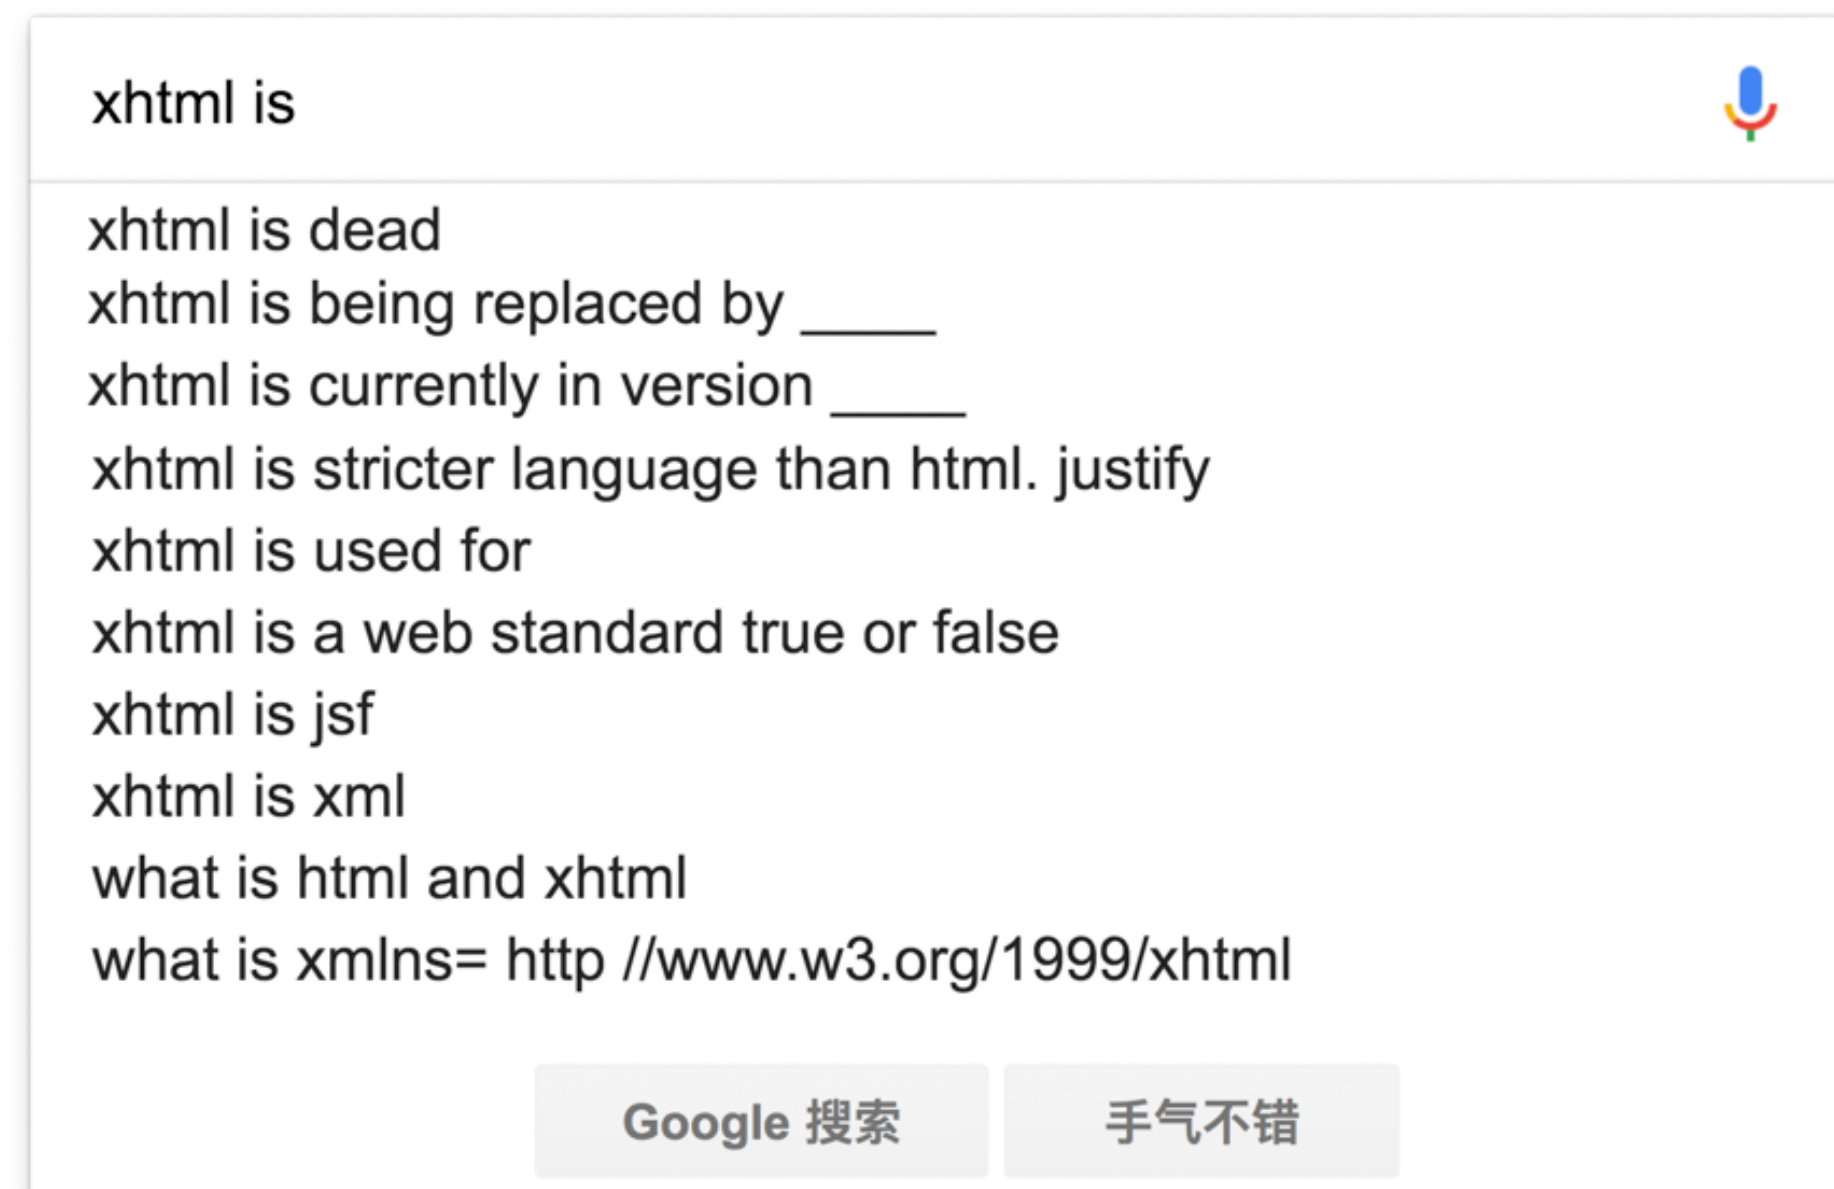 xhtml is
xhtml is dead
xhtml is being replaced by ____
xhtml is currently in version ____
xhtml is stricter language than html. justify
xhtml is used for
xhtml is a web standard true or false
xhtml is jsf
xhtml is xml
what is html and xhtml
what is xmlns= http //www.w3.org/1999/xhtml
Google 搜索 手气不错